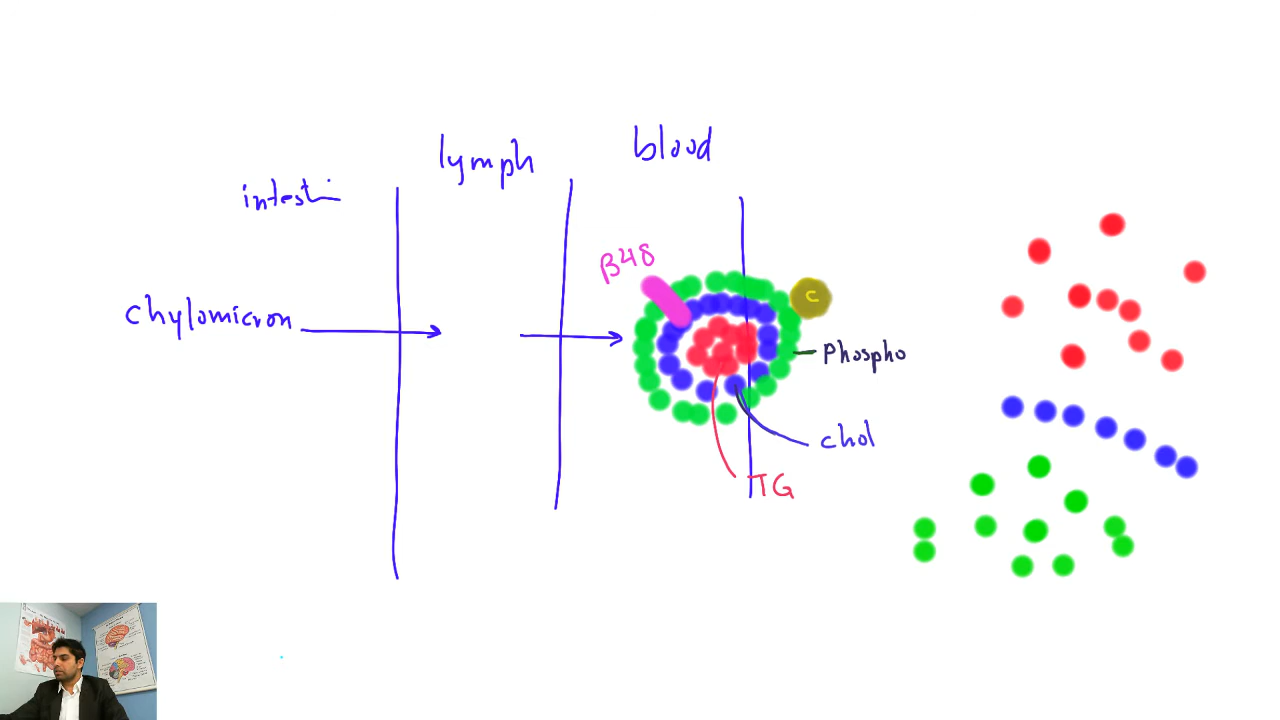 lymph
blood
intesti
B48
C
chylomicron
Phospho
chol
TG